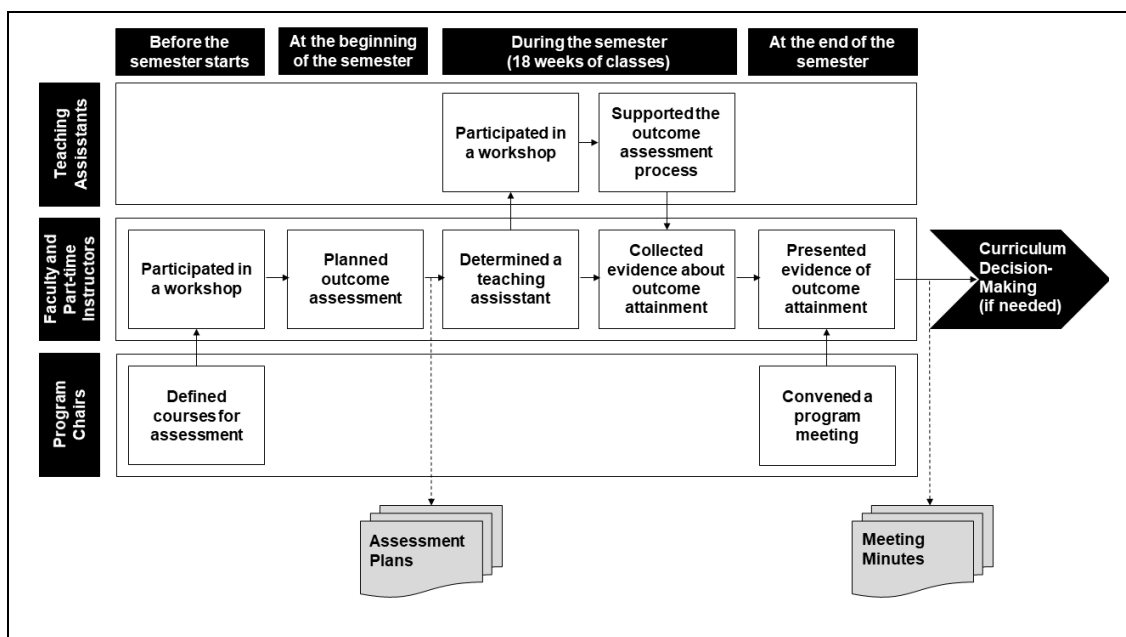 Before the
semester starts
At the beginning
of the semester
During the semester
(18 weeks of classes)
At the end of the
semester
Teaching
Assisstants
Participated in
a workshop
Supported the
outcome
assessment
process
Faculty and
Part-time
Instructors
Participated in
a workshop
Planned
outcome
assessment
Determined a
teaching
assistant
Collected
evidence about
outcome
attainment
Presented
evidence of
outcome
attainment
Curriculum
Decision-
Making
(if needed)
Program
Chairs
Defined
courses for
assessment
Convened a
program
meeting
Assessment
Plans
Meeting
Minutes